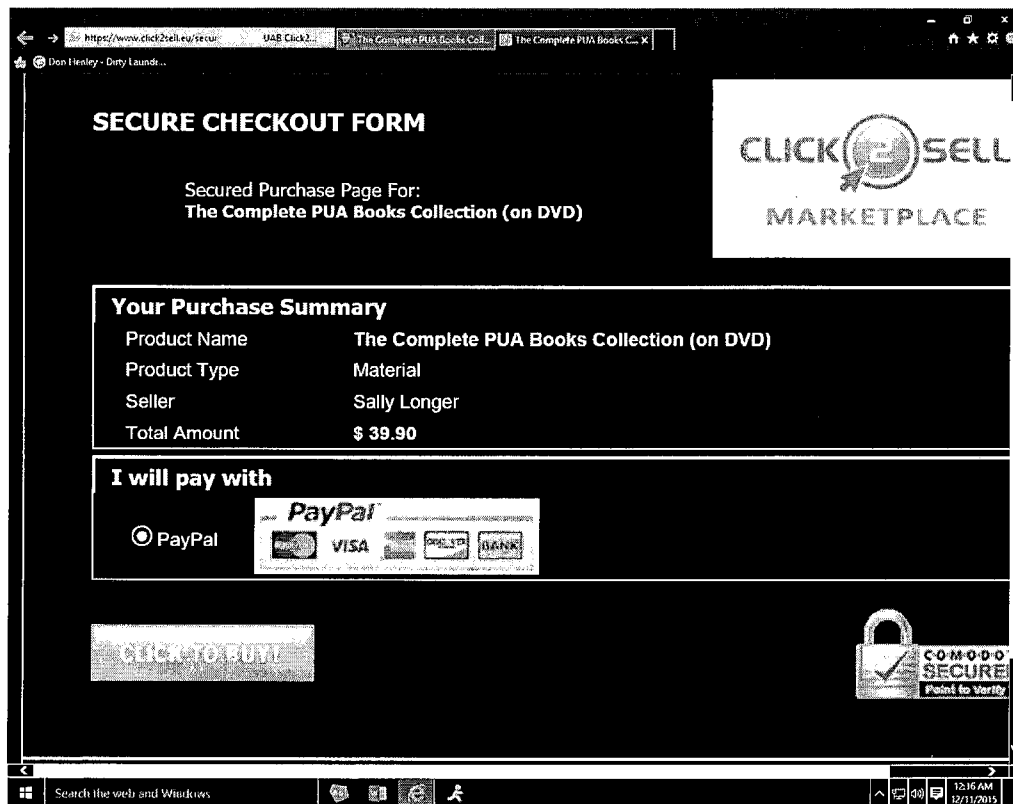 https://www.click2sell.eu/secur
UAB Click2...
The Complete PUA Books Coll...
The Complete PUA Books C... X
Don Henley - Dirty Laundr...
SECURE CHECKOUT FORM
CLICK 2 SELL
MARKETPLACE
Secured Purchase Page For:
The Complete PUA Books Collection (on DVD)
Your Purchase Summary
Product Name The Complete PUA Books Collection (on DVD)
Product Type Material
Seller Sally Longer
Total Amount $ 39.90
I will pay with
PayPal
PayPal
VISA
BANK
CLICK TO BUY!
COMODO
SECURE
Point to Verify
Search the web and Windows
12:16 AM
12/11/2015